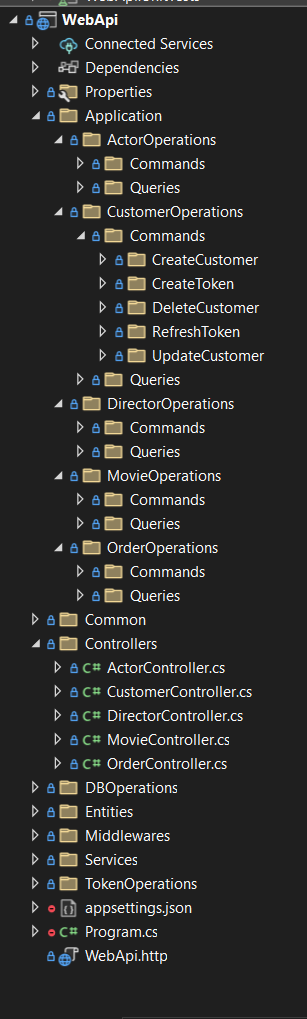 WebApi
Connected Services
Dependencies
Properties
Application
ActorOperations
Commands
Queries
CustomerOperations
Commands
CreateCustomer
CreateToken
DeleteCustomer
RefreshToken
UpdateCustomer
Queries
DirectorOperations
Commands
Queries
MovieOperations
Commands
Queries
OrderOperations
Commands
Queries
Common
Controllers
C# ActorController.cs
C# CustomerController.cs
C# DirectorController.cs
C# MovieController.cs
C# OrderController.cs
DBOperations
Entities
Middlewares
Services
TokenOperations
appsettings.json
C# Program.cs
WebApi.http